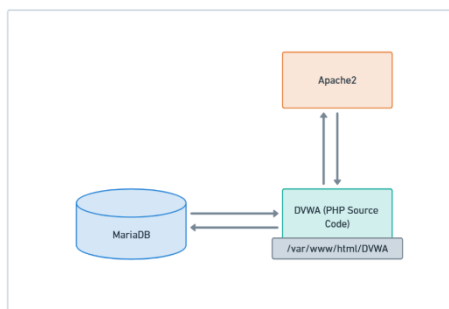 Apache2
DVWA (PHP Source
Code)
MariaDB
/var/www/html/DVWA